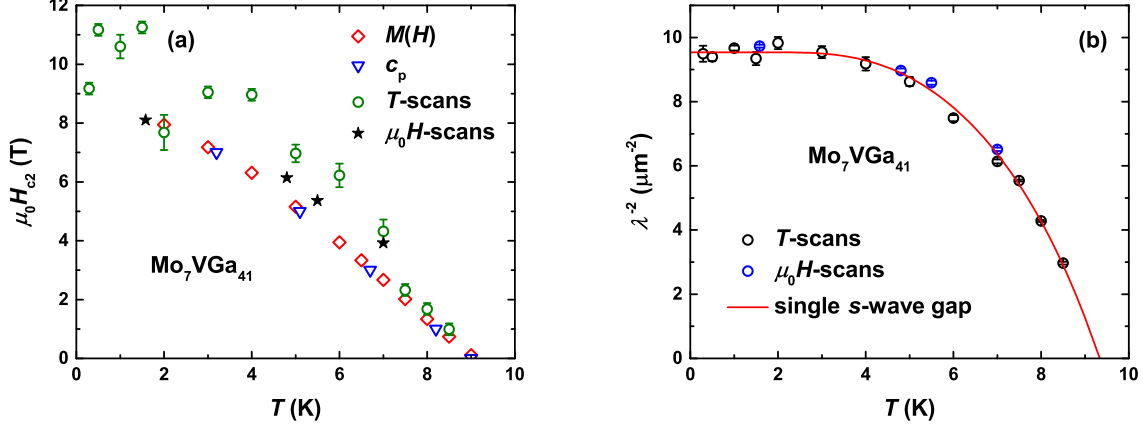 12
10
8
6
4
2
0
μ₀H_c2 (T)
(a)
M(H)
c_p
T-scans
μ₀H-scans
Mo₇VGa₄₁
0 2 4 6 8 10
T (K)
10
8
6
4
2
0
λ⁻² (μm⁻²)
(b)
Mo₇VGa₄₁
T-scans
μ₀H-scans
single s-wave gap
0 2 4 6 8 10
T (K)